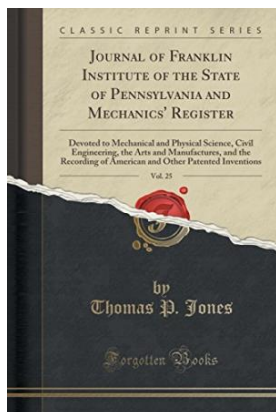 CLASSIC REPRINT SERIES
JOURNAL OF FRANKLIN
INSTITUTE OF THE STATE
OF PENNSYLVANIA AND
MECHANICS' REGISTER
Devoted to Mechanical and Physical Science, Civil
Engineering, the Arts and Manufactures, and the
Recording of American and Other Patented Inventions
Vol. 25
by
Thomas P. Jones
Forgotten Books